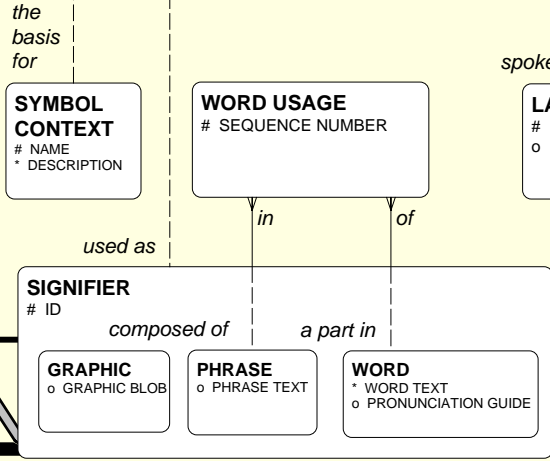 the
basis
for
spoke
SYMBOL
CONTEXT
# NAME
* DESCRIPTION
WORD USAGE
# SEQUENCE NUMBER
LA
#
o
in
of
used as
SIGNIFIER
# ID
composed of
a part in
GRAPHIC
o GRAPHIC BLOB
PHRASE
o PHRASE TEXT
WORD
* WORD TEXT
o PRONUNCIATION GUIDE